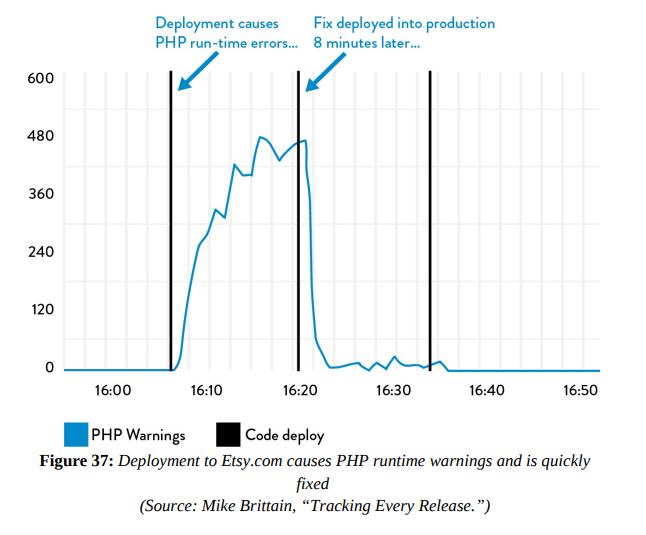 Deployment causes
PHP run-time errors...
Fix deployed into production
8 minutes later...
600
480
360
240
120
0
16:00 16:10 16:20 16:30 16:40 16:50
PHP Warnings Code deploy
Figure 37: Deployment to Etsy.com causes PHP runtime warnings and is quickly
fixed
(Source: Mike Brittain, “Tracking Every Release.”)